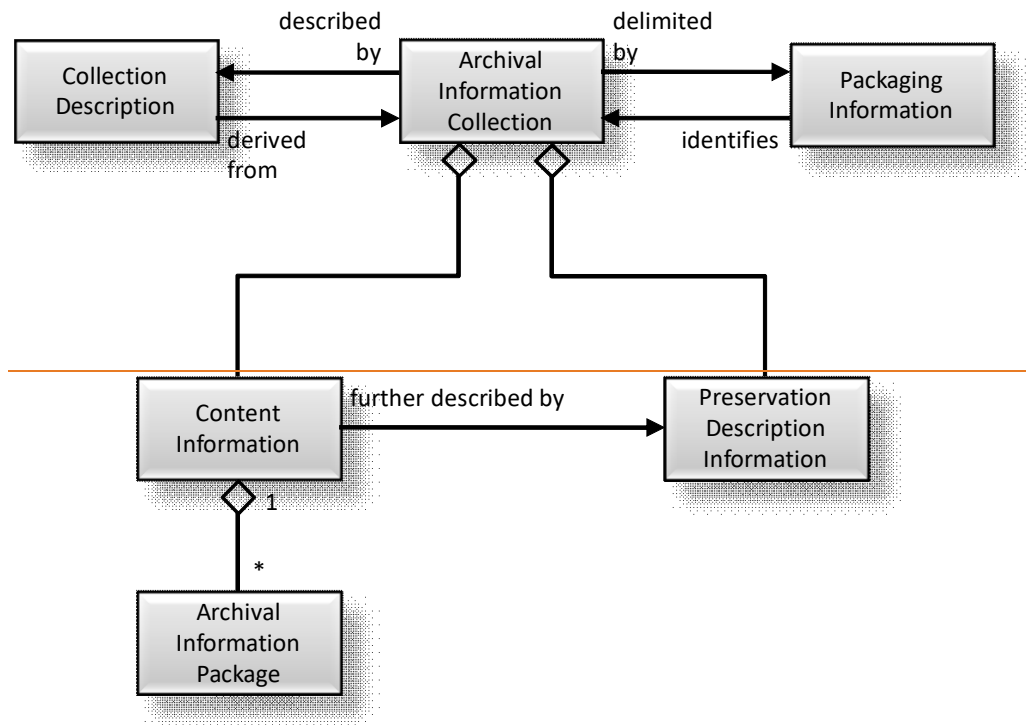 described
by
delimited
by
Collection
Description
Archival
Information
Collection
Packaging
Information
derived
from
identifies
Content
Information
further described by
Preservation
Description
Information
1
*
Archival
Information
Package